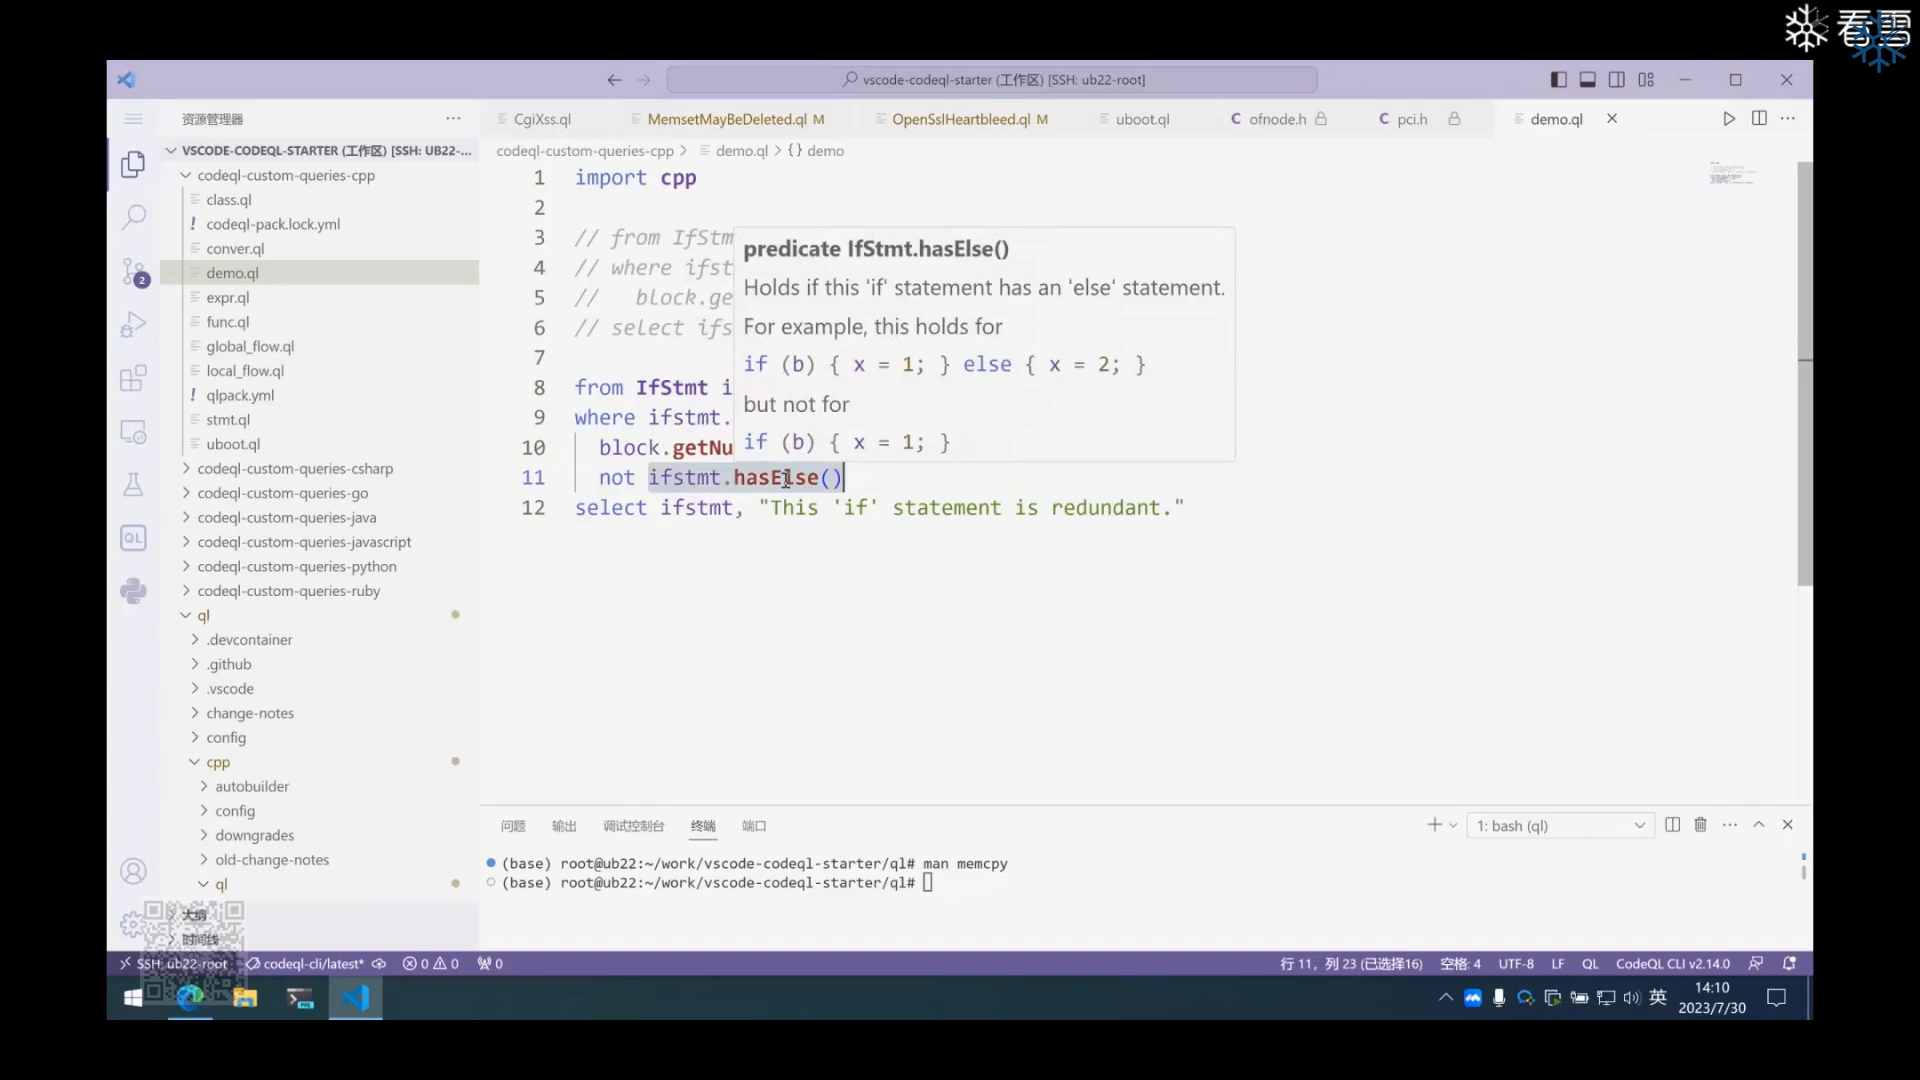 看雪
vscode-codeql-starter (工作区) [SSH: ub22-root]
资源管理器
CgiXss.ql
MemsetMayBeDeleted.ql M
OpenSslHeartbleed.ql M
uboot.ql
C ofnode.h
C pci.h
demo.ql
VSCODE-CODEQL-STARTER (工作区) [SSH: UB22-...
codeql-custom-queries-cpp > demo.ql > {} demo
codeql-custom-queries-cpp
class.ql
! codeql-pack.lock.yml
conver.ql
demo.ql
expr.ql
func.ql
global_flow.ql
local_flow.ql
! qlpack.yml
stmt.ql
uboot.ql
codeql-custom-queries-csharp
codeql-custom-queries-go
codeql-custom-queries-java
codeql-custom-queries-javascript
codeql-custom-queries-python
codeql-custom-queries-ruby
ql
.devcontainer
.github
.vscode
change-notes
config
cpp
autobuilder
config
downgrades
old-change-notes
ql
大纲
时间线
2
QL
1 import cpp
2
3 // from IfStm
4 // where ifst
5 //   block.ge
6 // select ifs
7
8 from IfStmt i
9 where ifstmt.
10   block.getNu
11   not ifstmt.hasElse()
12 select ifstmt, "This 'if' statement is redundant."
predicate IfStmt.hasElse()
Holds if this 'if' statement has an 'else' statement.
For example, this holds for
if (b) { x = 1; } else { x = 2; }
but not for
if (b) { x = 1; }
问题 输出 调试控制台 终端 端口
1: bash (ql)
(base) root@ub22:~/work/vscode-codeql-starter/ql# man memcpy
(base) root@ub22:~/work/vscode-codeql-starter/ql#
SSH: ub22-root codeql-cli/latest* 0 0 0
行 11，列 23 (已选择16) 空格: 4 UTF-8 LF QL CodeQL CLI v2.14.0
英
14:10
2023/7/30